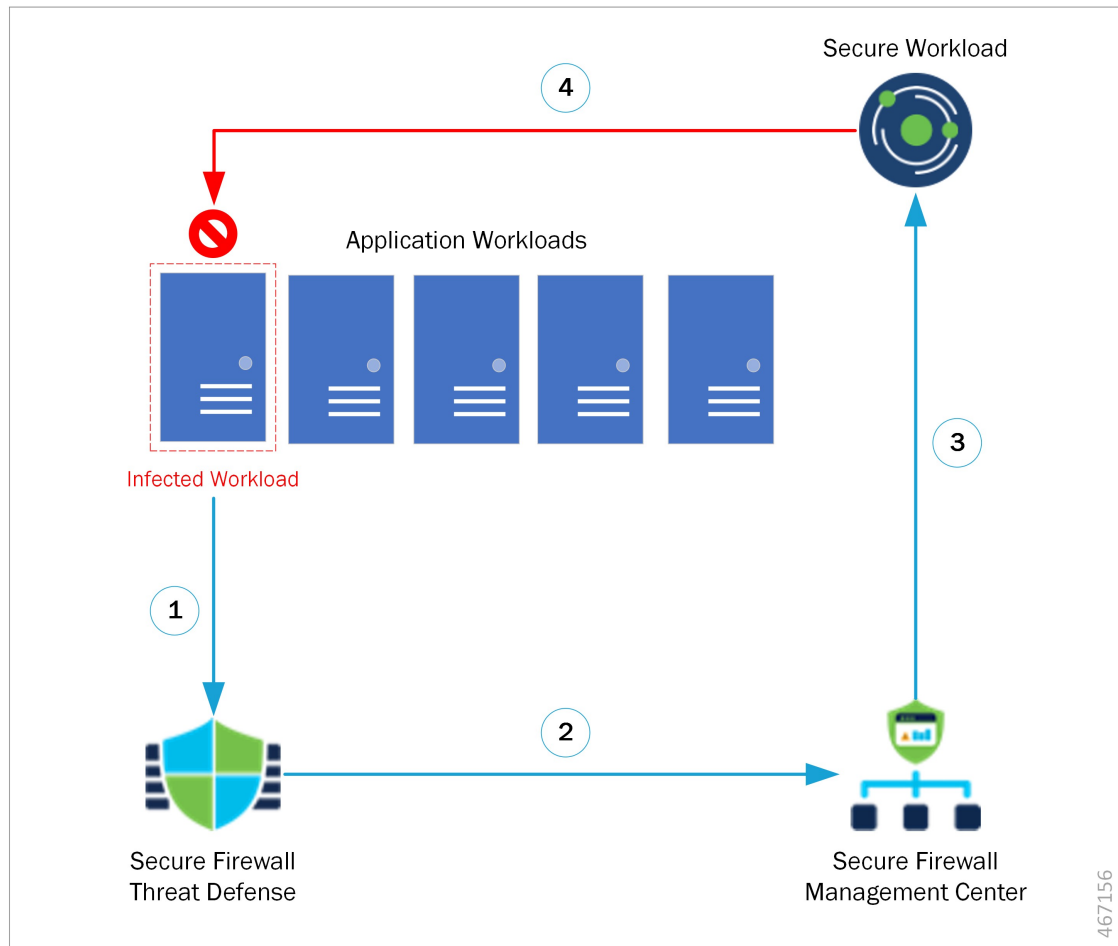 Secure Workload
4
Application Workloads
Infected Workload
3
1
2
Secure Firewall
Threat Defense
Secure Firewall
Management Center
467156